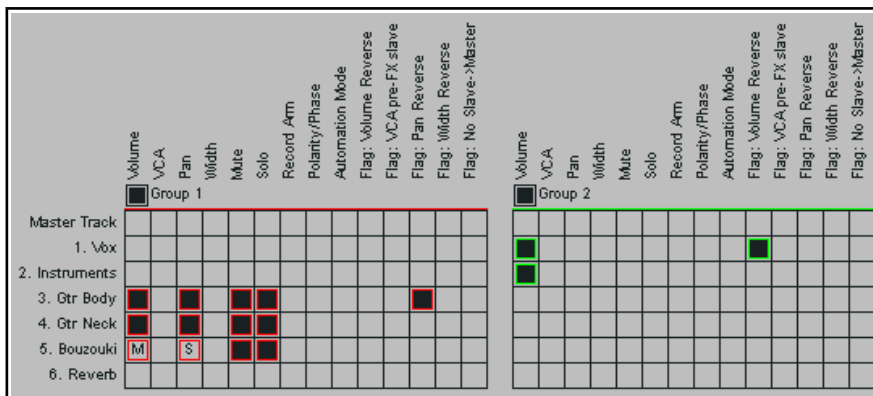 Volume
VCA
Pan
Width
Mute
Solo
Record Arm
Polarity/Phase
Automation Mode
Flag: Volume Reverse
Flag: VCA pre-FX slave
Flag: Pan Reverse
Flag: Width Reverse
Flag: No Slave->Master
Volume
VCA
Pan
Width
Mute
Solo
Record Arm
Polarity/Phase
Automation Mode
Flag: Volume Reverse
Flag: VCA pre-FX slave
Flag: Pan Reverse
Flag: Width Reverse
Flag: No Slave->Master
Group 1
Group 2
Master Track
1. Vox
2. Instruments
3. Gtr Body
4. Gtr Neck
5. Bouzouki M S
6. Reverb